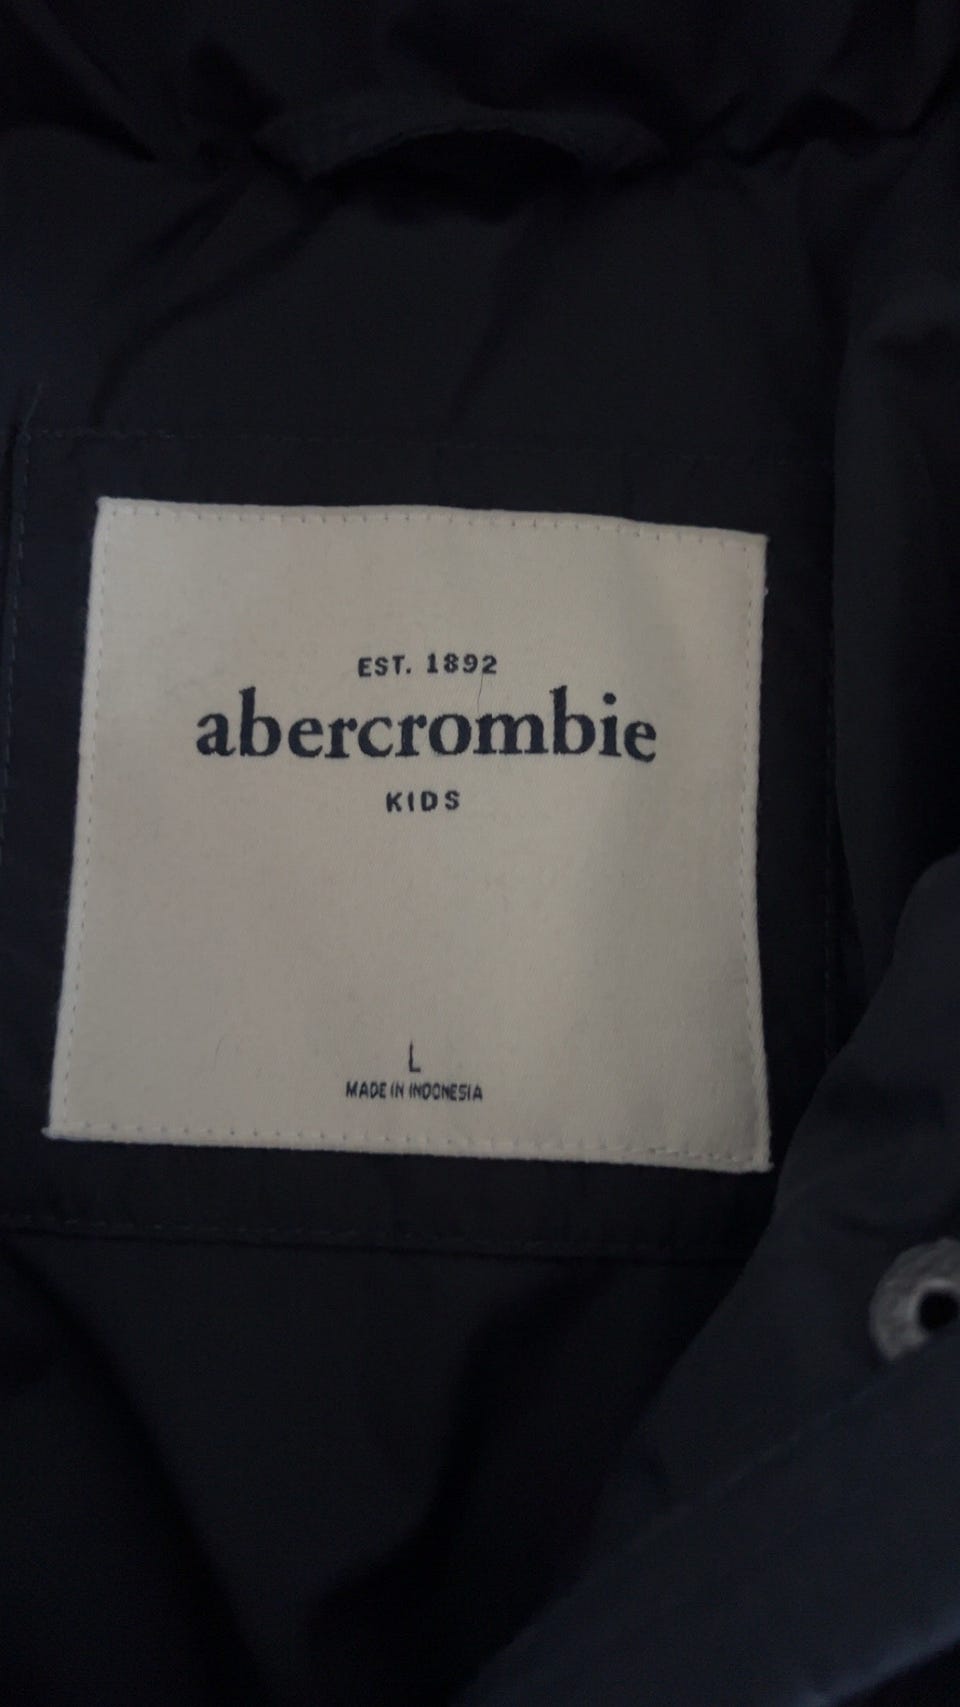 EST. 1892
abercrombie
KIDS
L
MADE IN INDONESIA